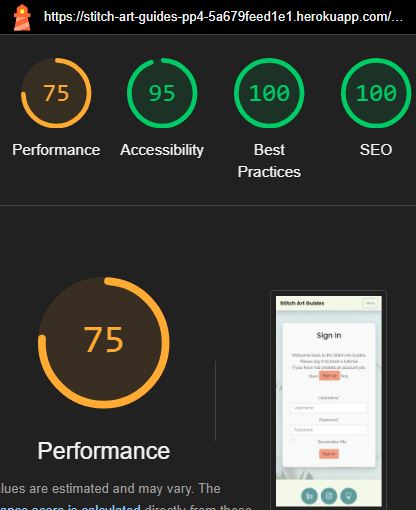 https://stitch-art-guides-pp4-5a679feed1e1.herokuapp.com/...
75
95
100
100
Performance
Accessibility
Best
Practices
SEO
75
Performance
Stitch Art Guides
Sign In
Welcome back to the Stitch Art Guides.
Please log in to book a tutorial.
If you have not created an account yet
Sign Up
first.
Username*
Username
Password*
Password
Remember Me
Sign In
lues are estimated and may vary. The
ance score is calculated directly from these